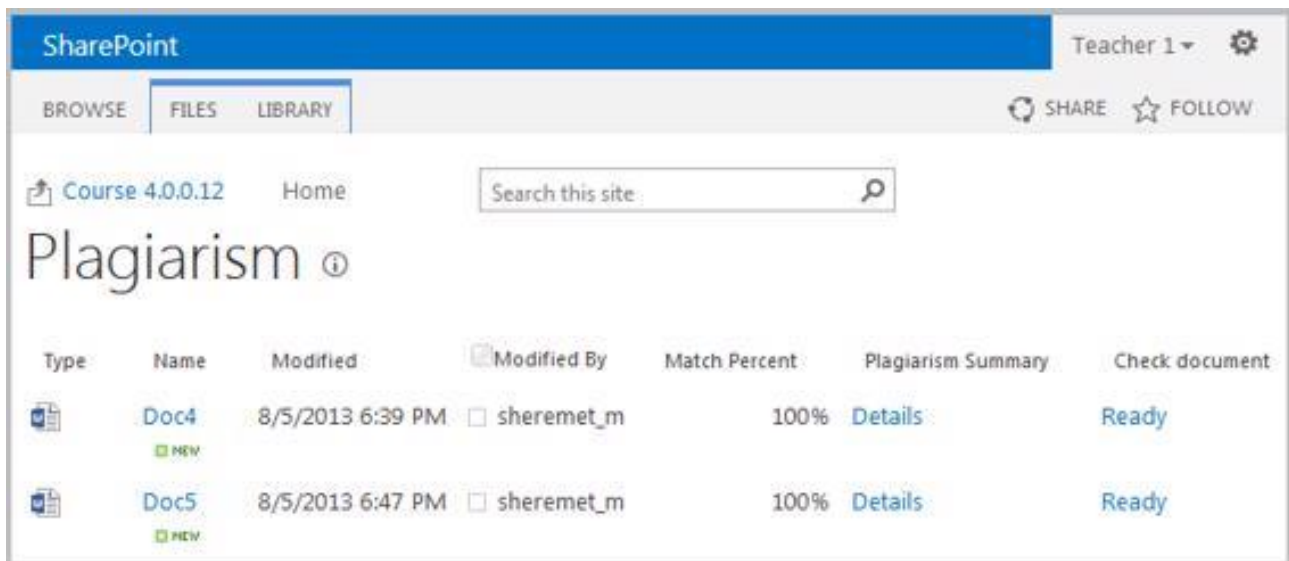 SharePoint Teacher 1
BROWSE FILES LIBRARY SHARE FOLLOW
Course 4.0.0.12 Home Search this site
Plagiarism
Type Name Modified Modified By Match Percent Plagiarism Summary Check document
Doc4 8/5/2013 6:39 PM sheremet_m 100% Details Ready
NEW
Doc5 8/5/2013 6:47 PM sheremet_m 100% Details Ready
NEW